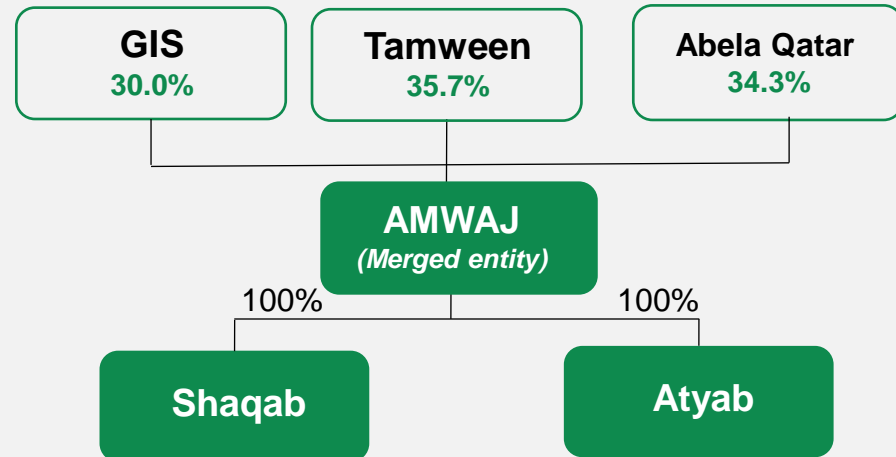 GIS
30.0%
Tamween
35.7%
Abela Qatar
34.3%
AMWAJ
(Merged entity)
100%
100%
Shaqab
Atyab